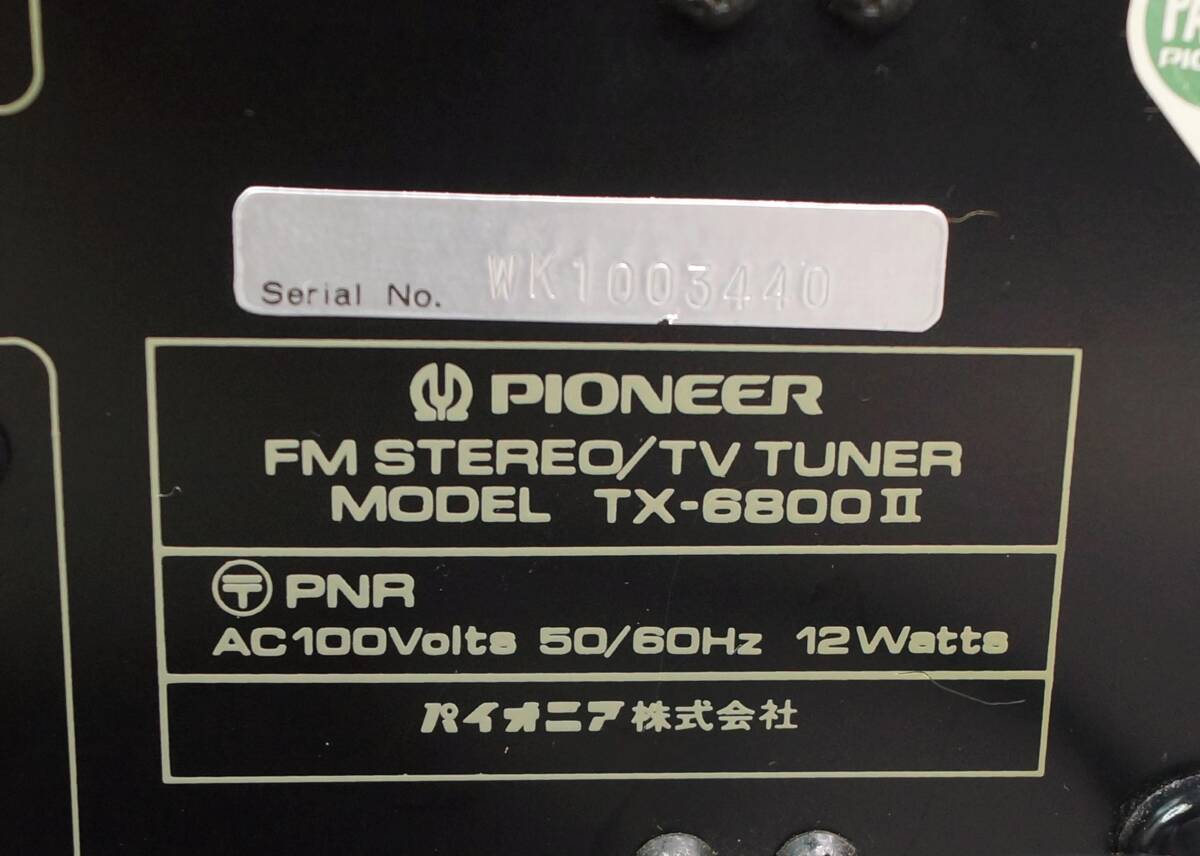 Serial No. WK1003440
PIONEER
FM STEREO/TV TUNER
MODEL TX-6800II
〒 PNR
AC100Volts 50/60Hz 12Watts
パイオニア株式会社